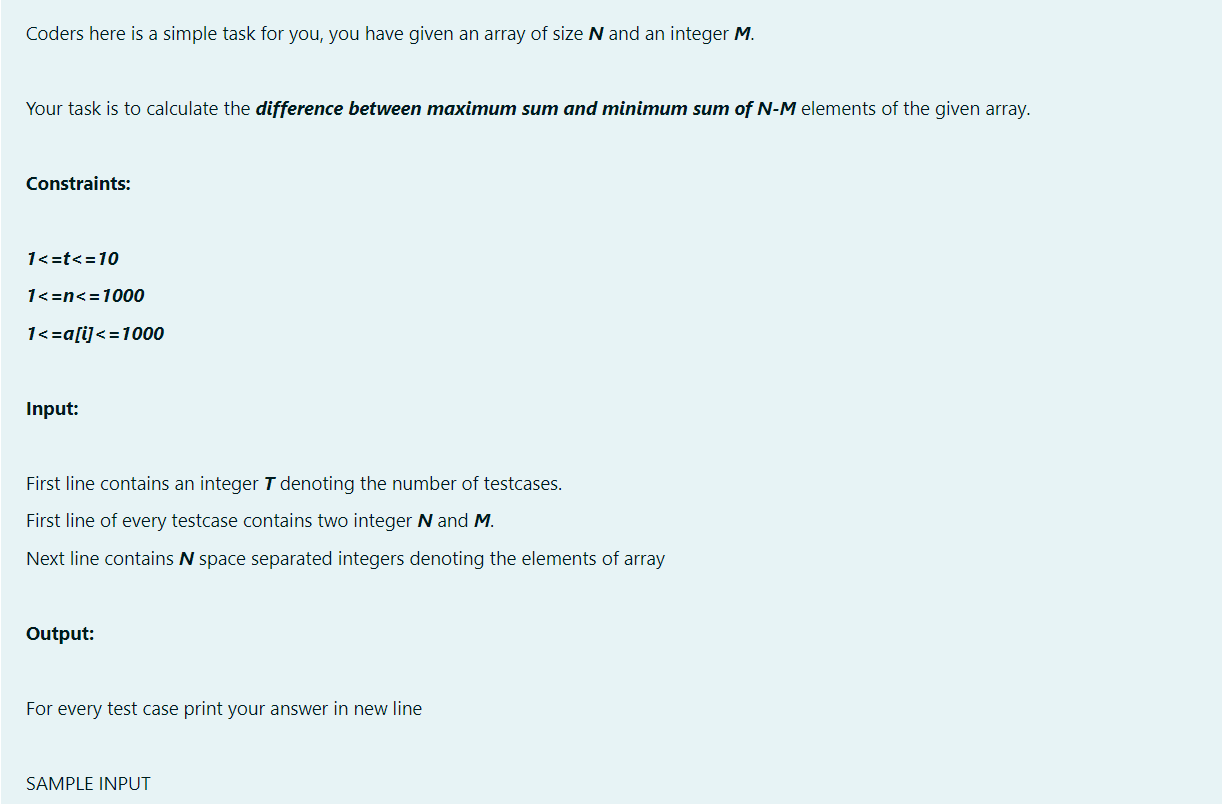 Coders here is a simple task for you, you have given an array of size N and an integer M.
Your task is to calculate the difference between maximum sum and minimum sum of N-M elements of the given array.
Constraints:
1<=t<=10
1<=n<=1000
1<=a[i]<=1000
Input:
First line contains an integer T denoting the number of testcases.
First line of every testcase contains two integer N and M.
Next line contains N space separated integers denoting the elements of array
Output:
For every test case print your answer in new line
SAMPLE INPUT